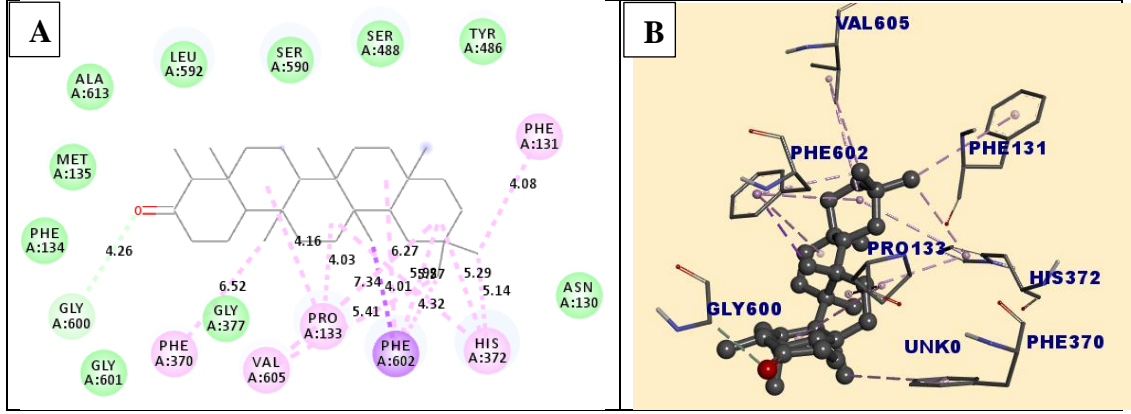 A
SER
A:488
TYR
A:486
LEU
A:592
SER
A:590
ALA
A:613
PHE
A:131
MET
A:135
4.08
O
PHE
A:134
4.26
4.16
4.03
6.27
5.29
5.14
7.34
4.01
4.32
5.41
6.52
GLY
A:600
GLY
A:377
ASN
A:130
PRO
A:133
PHE
A:370
VAL
A:605
PHE
A:602
HIS
A:372
GLY
A:601
B
VAL605
PHE602
PHE131
PRO133
HIS372
GLY600
UNK0
PHE370